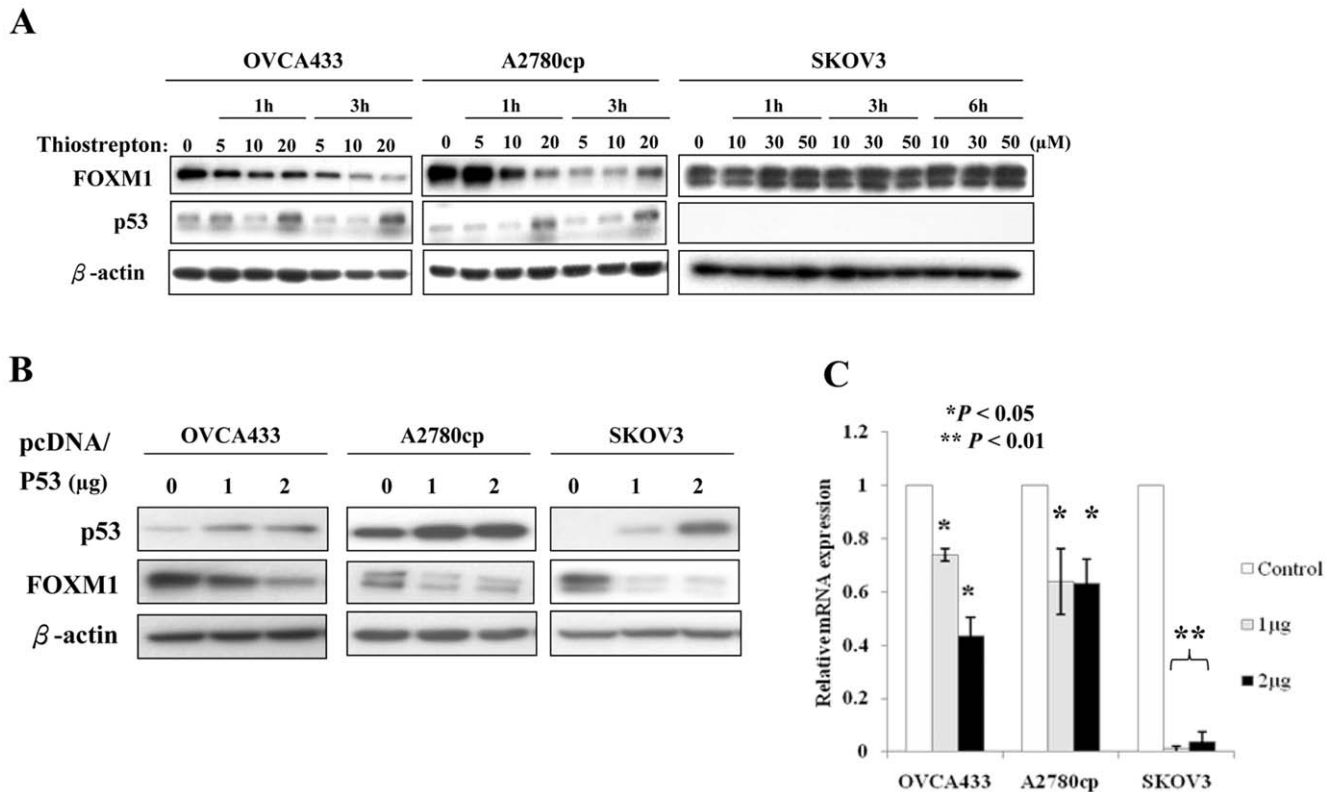 A
OVCA433 A2780cp SKOV3
1h 3h 1h 3h 1h 3h 6h
Thiostrepton: 0 5 10 20 5 10 20 0 5 10 20 5 10 20 0 10 30 50 10 30 50 10 30 50 (µM)
FOXM1
p53
β-actin
B
pcDNA/ OVCA433 A2780cp SKOV3
P53 (µg) 0 1 2 0 1 2 0 1 2
p53
FOXM1
β-actin
C
*P < 0.05
** P < 0.01
Relative mRNA expression
1.2
1
0.8
0.6
0.4
0.2
0
* * * * **
OVCA433 A2780cp SKOV3
Control
1µg
2µg